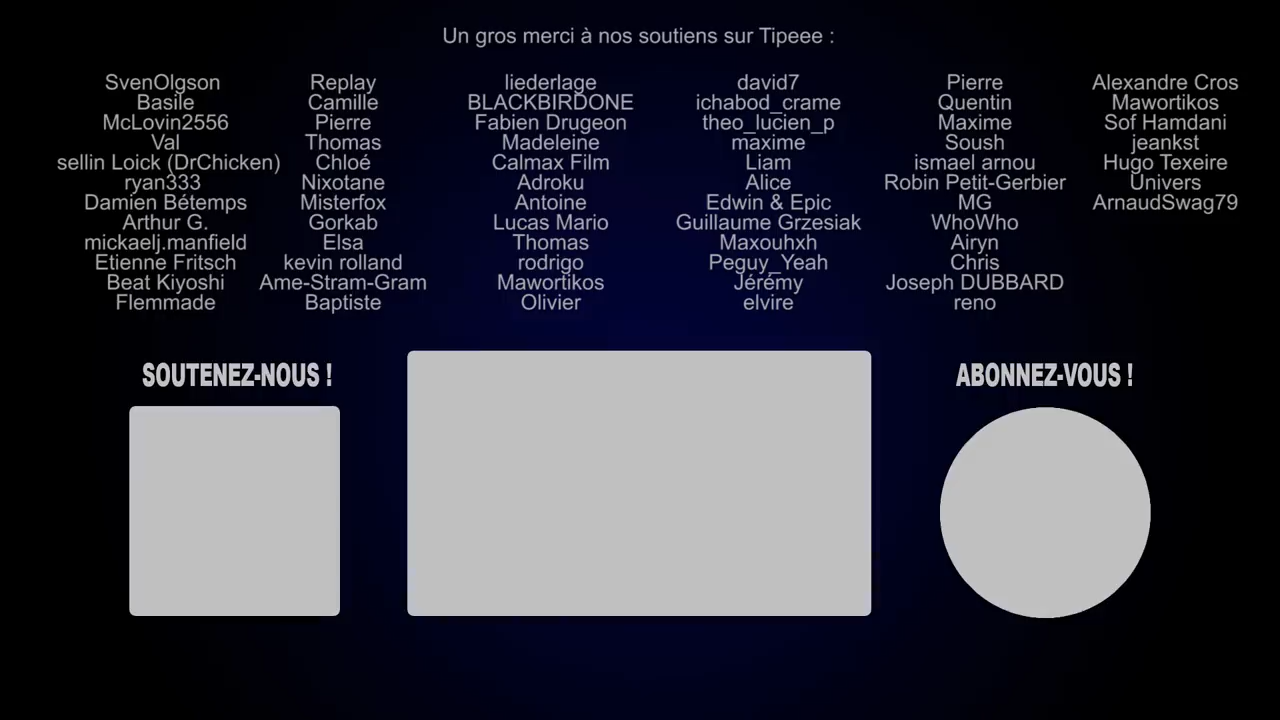 Un gros merci à nos soutiens sur Tipeee :
SvenOlgson
Basile
McLovin2556
Val
sellin Loick (DrChicken)
ryan333
Damien Bétemps
Arthur G.
mickaelj.manfield
Etienne Fritsch
Beat Kiyoshi
Flemmade
Replay
Camille
Pierre
Thomas
Chloé
Nixotane
Misterfox
Gorkab
Elsa
kevin rolland
Ame-Stram-Gram
Baptiste
liederlage
BLACKBIRDONE
Fabien Drugeon
Madeleine
Calmax Film
Adroku
Antoine
Lucas Mario
Thomas
rodrigo
Mawortikos
Olivier
david7
ichabod_crame
theo_lucien_p
maxime
Liam
Alice
Edwin & Epic
Guillaume Grzesiak
Maxouhxh
Peguy_Yeah
Jérémy
elvire
Pierre
Quentin
Maxime
Soush
ismael arnou
Robin Petit-Gerbier
MG
WhoWho
Airyn
Chris
Joseph DUBBARD
reno
Alexandre Cros
Mawortikos
Sof Hamdani
jeankst
Hugo Texeire
Univers
ArnaudSwag79
SOUTENEZ-NOUS !
ABONNEZ-VOUS !